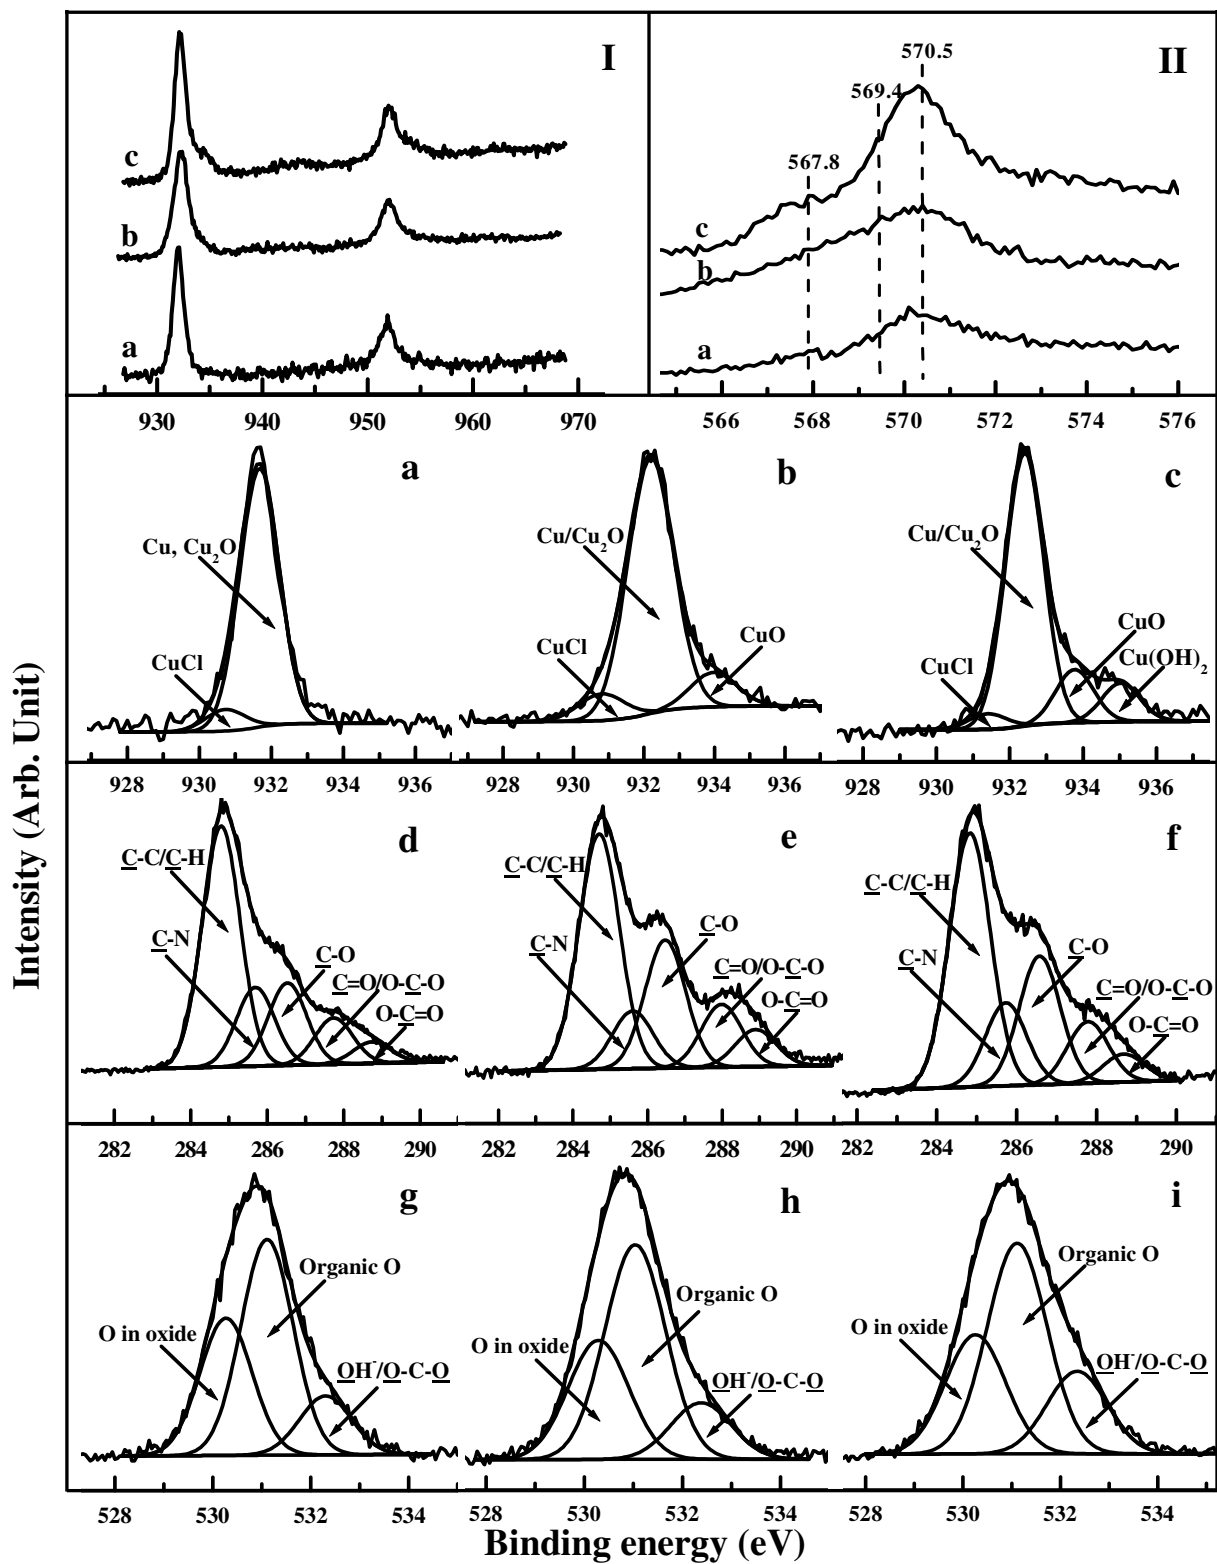 I
c
b
a
930 940 950 960 970
II
570.5
569.4
567.8
c
b
a
566 568 570 572 574 576
a
Cu, Cu₂O
CuCl
928 930 932 934 936
b
Cu/Cu₂O
CuCl
CuO
928 930 932 934 936
c
Cu/Cu₂O
CuO
CuCl
Cu(OH)₂
928 930 932 934 936
d
C-C/C-H
C-N
C-O
C=O/O-C-O
O-C=O
282 284 286 288 290
e
C-C/C-H
C-N
C-O
C=O/O-C-O
O-C=O
282 284 286 288 290
f
C-C/C-H
C-N
C-O
C=O/O-C-O
O-C=O
282 284 286 288 290
g
Organic O
O in oxide
OH⁻/O-C-O
528 530 532 534
h
Organic O
O in oxide
OH⁻/O-C-O
528 530 532 534
i
Organic O
O in oxide
OH⁻/O-C-O
528 530 532 534
Intensity (Arb. Unit)
Binding energy (eV)